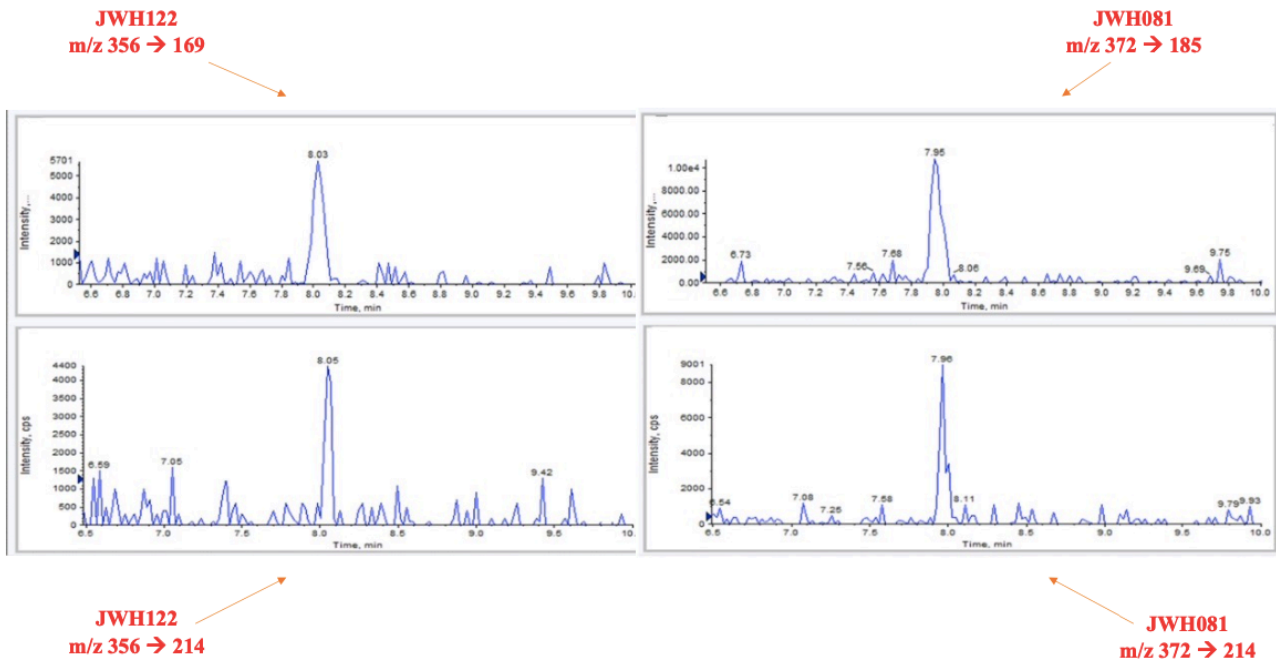 JWH122
m/z 356 → 169
JWH081
m/z 372 → 185
5701
5000
4000
3000
2000
1000
0
Intensity,...
8.03
6.6 6.8 7.0 7.2 7.4 7.6 7.8 8.0 8.2 8.4 8.6 8.8 9.0 9.2 9.4 9.6 9.8 10.
Time, min
1.00e4
8000.00
6000.00
4000.00
2000.00
0.00
Intensity,...
6.73
7.56
7.68
7.95
8.06
9.69
9.75
6.6 6.8 7.0 7.2 7.4 7.6 7.8 8.0 8.2 8.4 8.6 8.8 9.0 9.2 9.4 9.6 9.8 10.0
Time, min
4400
4000
3500
3000
2500
2000
1500
1000
500
0
Intensity, cps
6.59
7.05
8.05
9.42
6.5 7.0 7.5 8.0 8.5 9.0 9.5 10.
Time, min
9001
8000
6000
4000
2000
0
Intensity, cps
6.54
7.08
7.25
7.58
7.96
8.11
9.79
9.93
6.5 7.0 7.5 8.0 8.5 9.0 9.5 10.0
Time, min
JWH122
m/z 356 → 214
JWH081
m/z 372 → 214